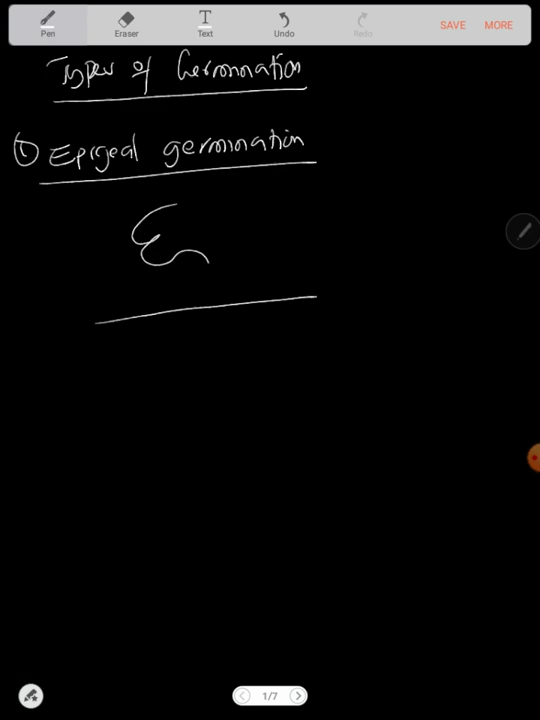 Pen Eraser Text Undo Redo SAVE MORE
Types of Germination
① Epigeal germination
1/7